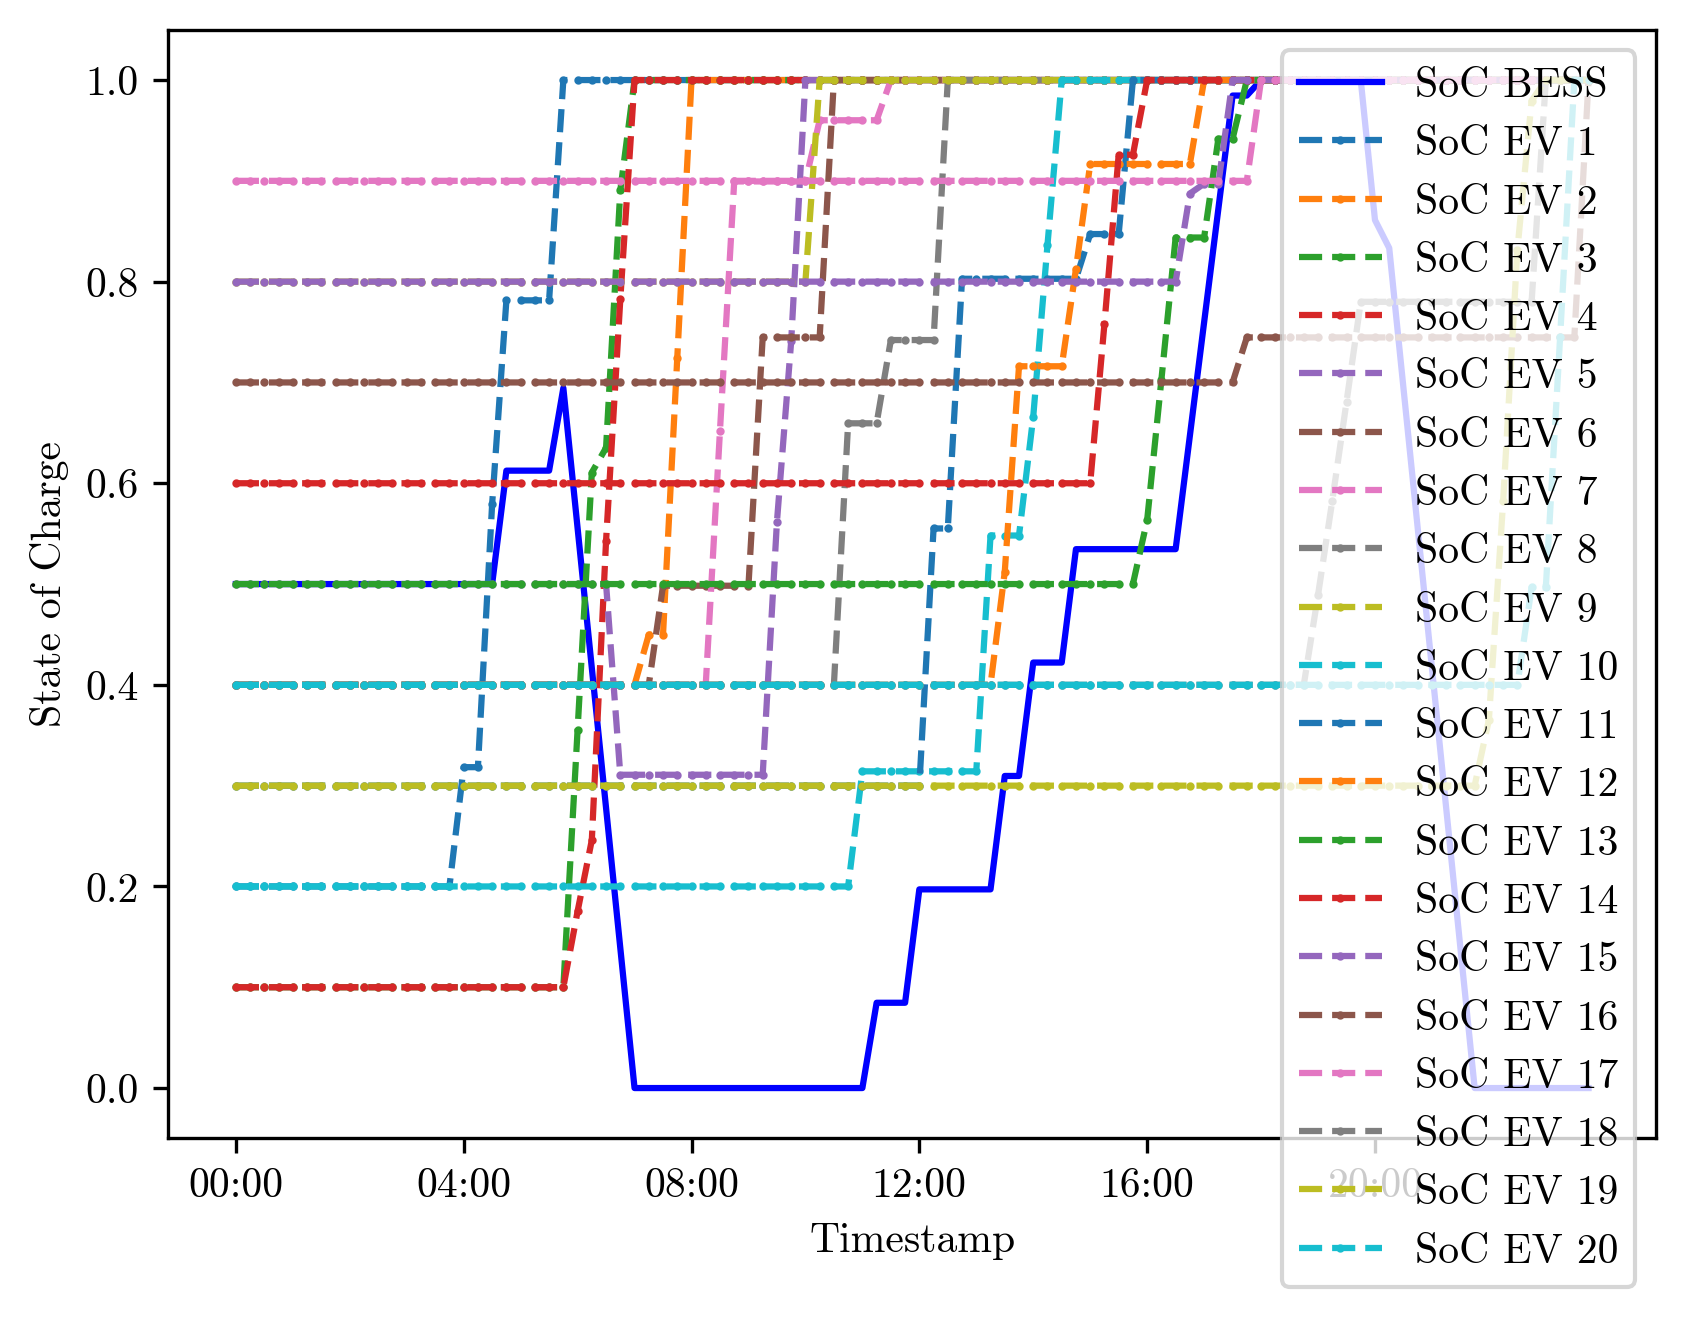 1.0
0.8
0.6
0.4
0.2
0.0
State of Charge
00:00
04:00
08:00
12:00
16:00
20:00
Timestamp
SoC BESS
SoC EV 1
SoC EV 2
SoC EV 3
SoC EV 4
SoC EV 5
SoC EV 6
SoC EV 7
SoC EV 8
SoC EV 9
SoC EV 10
SoC EV 11
SoC EV 12
SoC EV 13
SoC EV 14
SoC EV 15
SoC EV 16
SoC EV 17
SoC EV 18
SoC EV 19
SoC EV 20